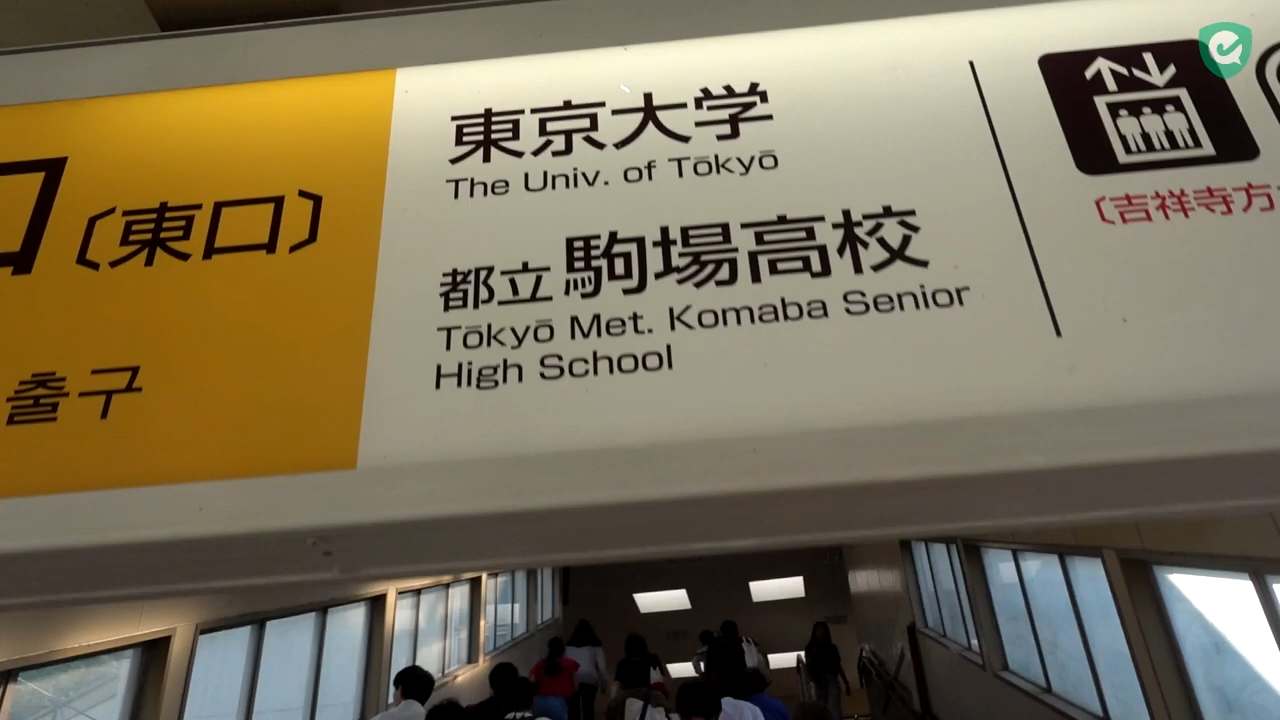 口
〔東口〕
출구
東京大学
The Univ. of Tōkyō
都立駒場高校
Tōkyō Met. Komaba Senior
High School
〔吉祥寺方